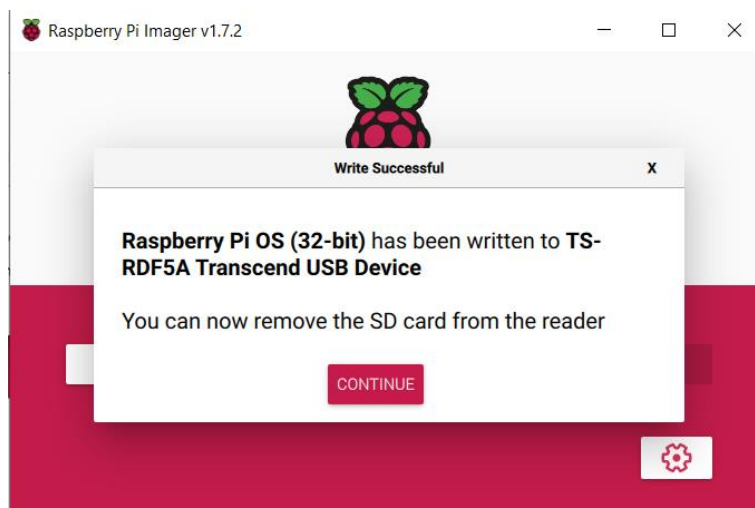 Raspberry Pi Imager v1.7.2
Write Successful
X
Raspberry Pi OS (32-bit) has been written to TS-
RDF5A Transcend USB Device
You can now remove the SD card from the reader
CONTINUE